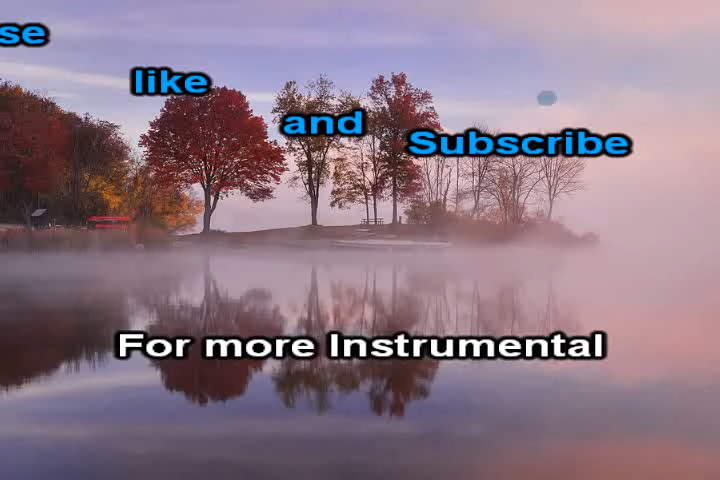 se
like
and
Subscribe
For more Instrumental